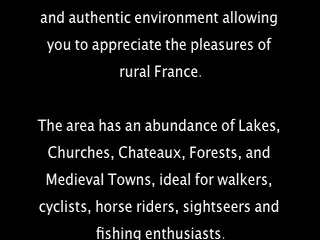 and authentic environment allowing
you to appreciate the pleasures of
rural France.
The area has an abundance of Lakes,
Churches, Chateaux, Forests, and
Medieval Towns, ideal for walkers,
cyclists, horse riders, sightseers and
fishing enthusiasts.